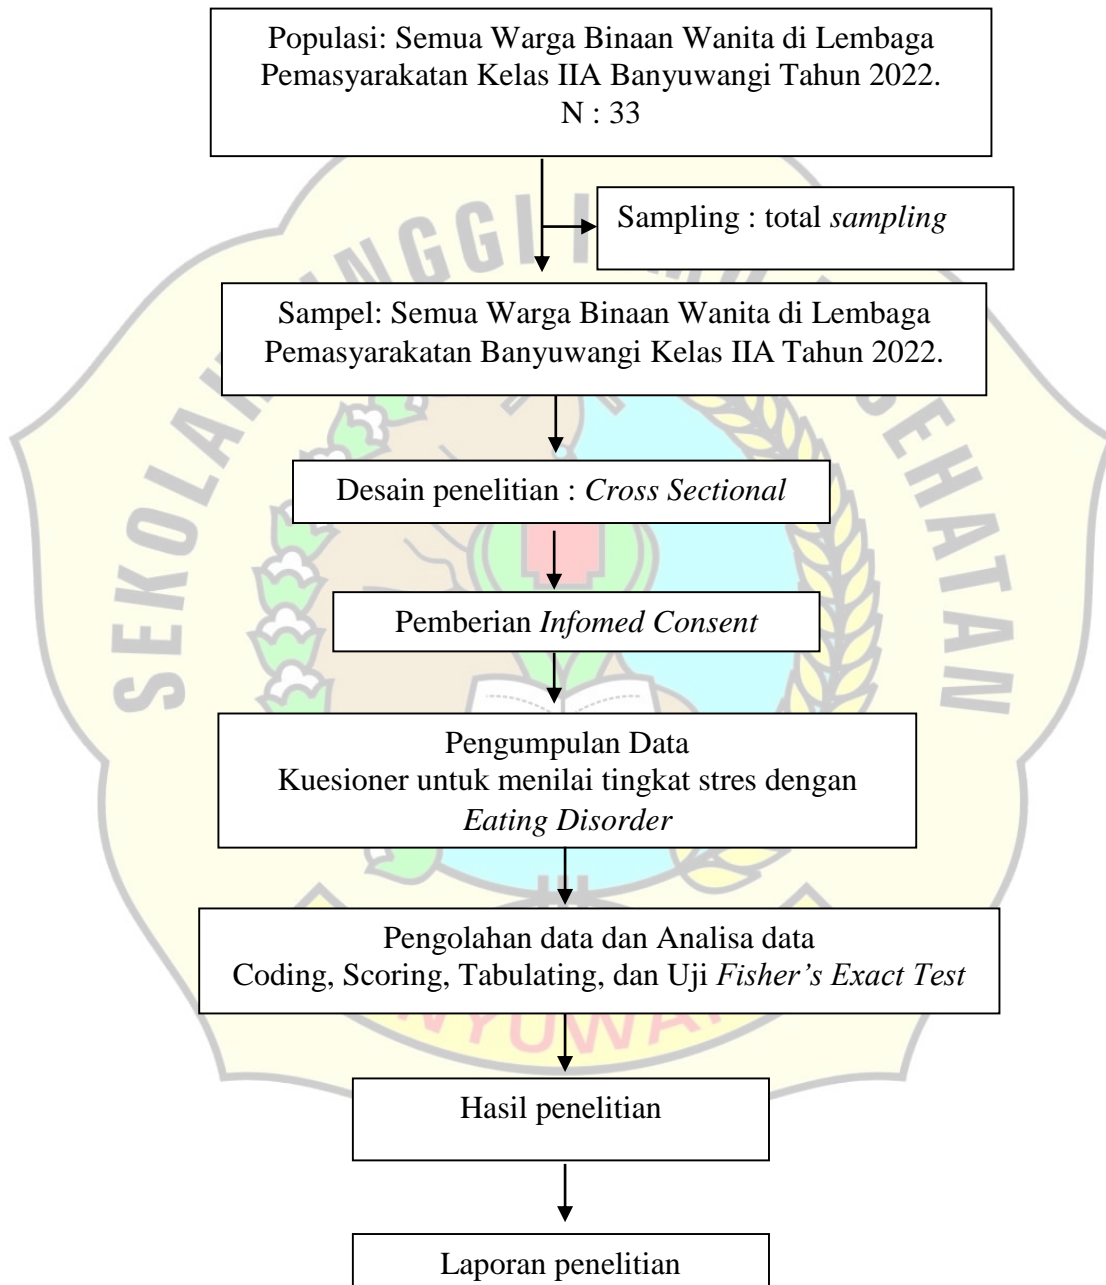 Populasi: Semua Warga Binaan Wanita di Lembaga
Pemasyarakatan Kelas IIA Banyuwangi Tahun 2022.
N : 33
Sampling : total sampling
Sampel: Semua Warga Binaan Wanita di Lembaga
Pemasyarakatan Banyuwangi Kelas IIA Tahun 2022.
Desain penelitian : Cross Sectional
Pemberian Infomed Consent
Pengumpulan Data
Kuesioner untuk menilai tingkat stres dengan
Eating Disorder
Pengolahan data dan Analisa data
Coding, Scoring, Tabulating, dan Uji Fisher’s Exact Test
Hasil penelitian
Laporan penelitian